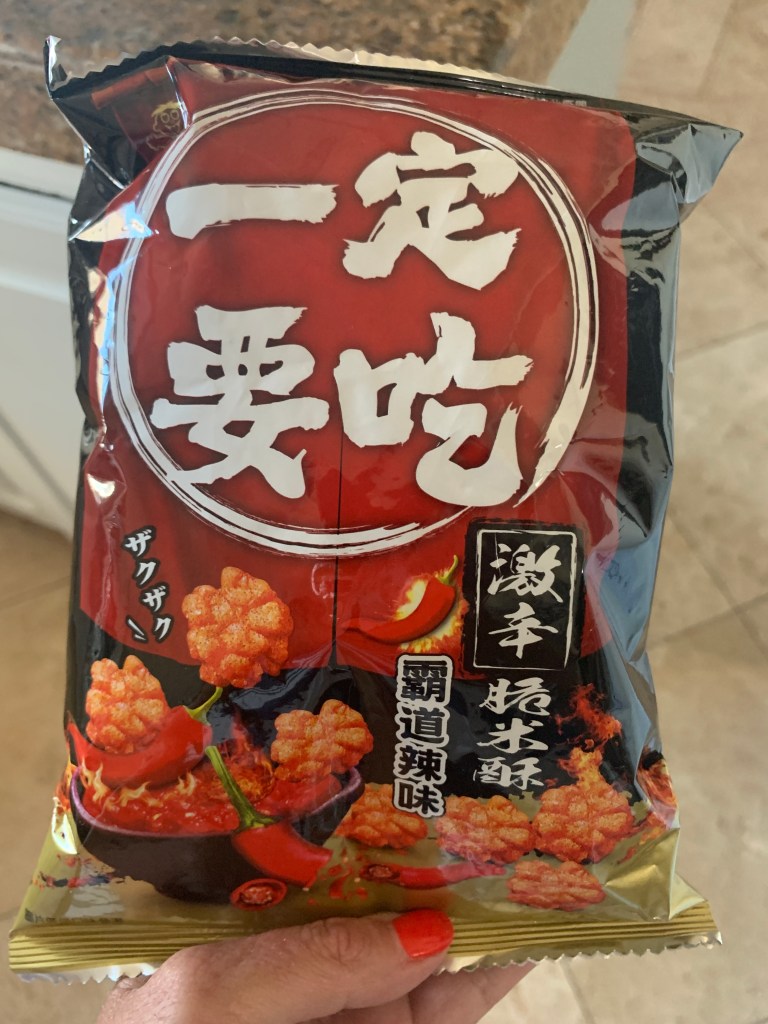 一定
要吃
ザクザク
激辛
脆米酥
霸道辣味